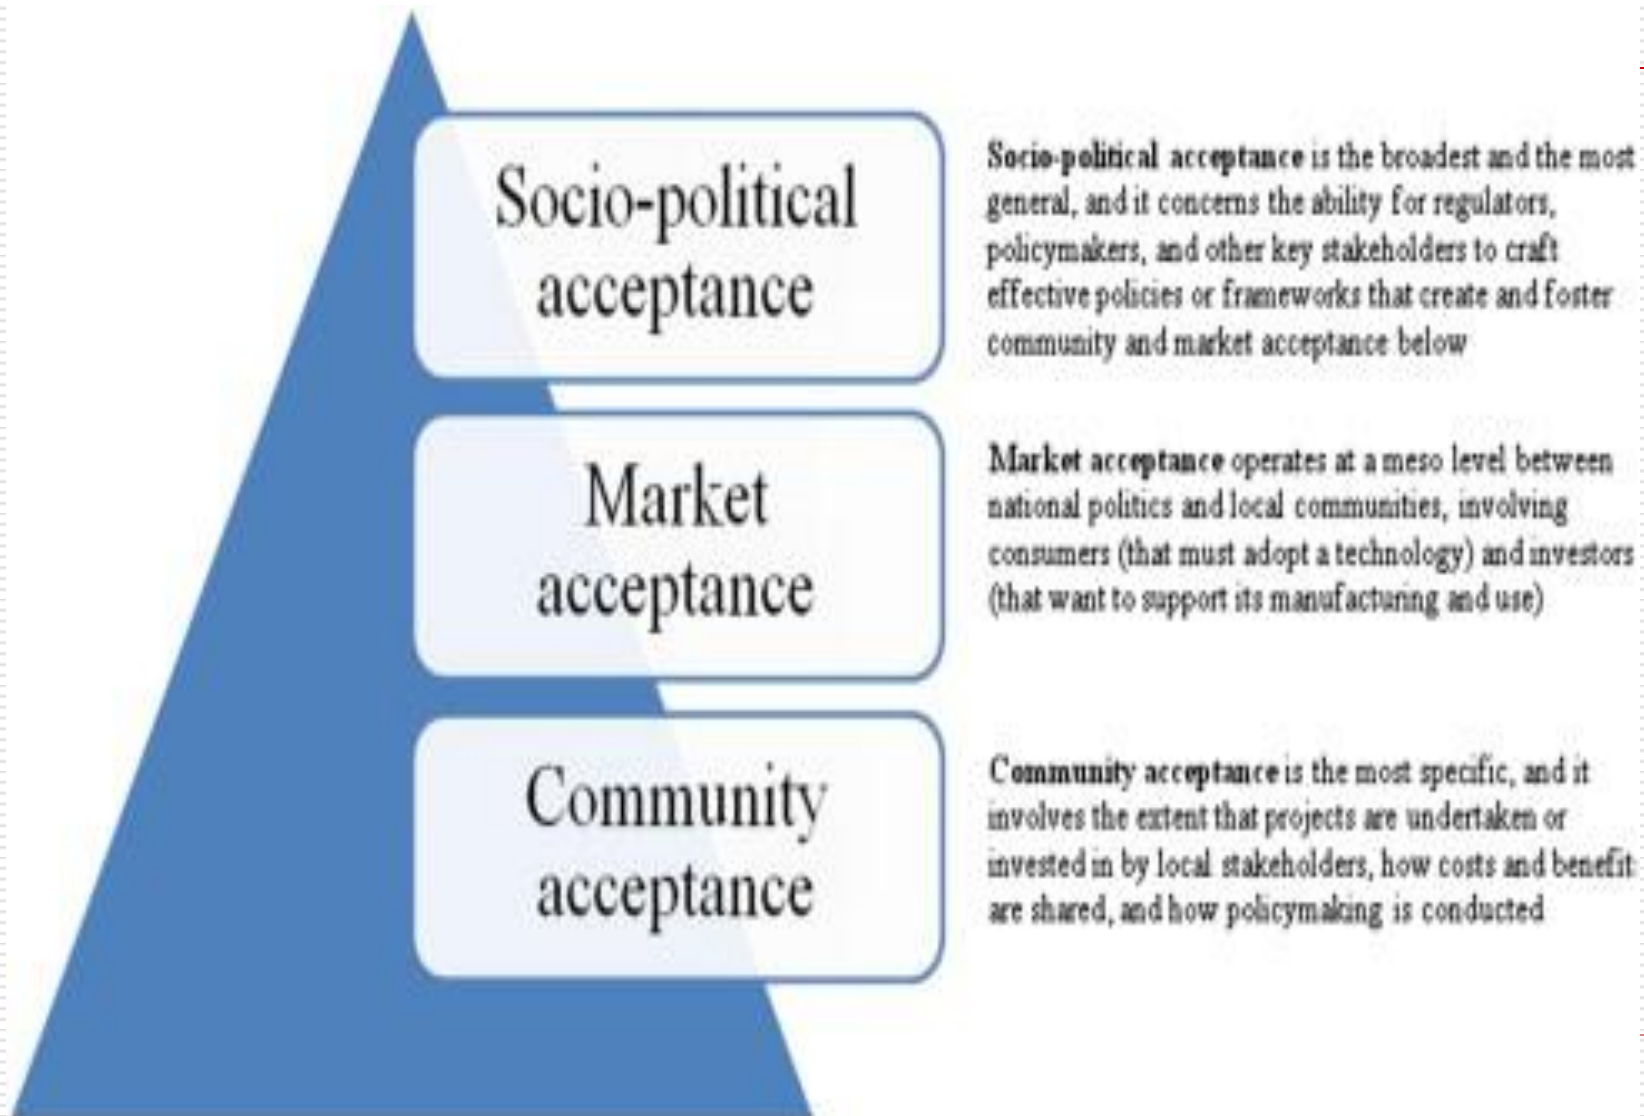 Socio-political
acceptance
Socio-political acceptance is the broadest and the most
general, and it concerns the ability for regulators,
policymakers, and other key stakeholders to craft
effective policies or frameworks that create and foster
community and market acceptance below
Market
acceptance
Market acceptance operates at a meso level between
national politics and local communities, involving
consumers (that must adopt a technology) and investors
(that want to support its manufacturing and use)
Community
acceptance
Community acceptance is the most specific, and it
involves the extent that projects are undertaken or
invested in by local stakeholders, how costs and benefit
are shared, and how policymaking is conducted